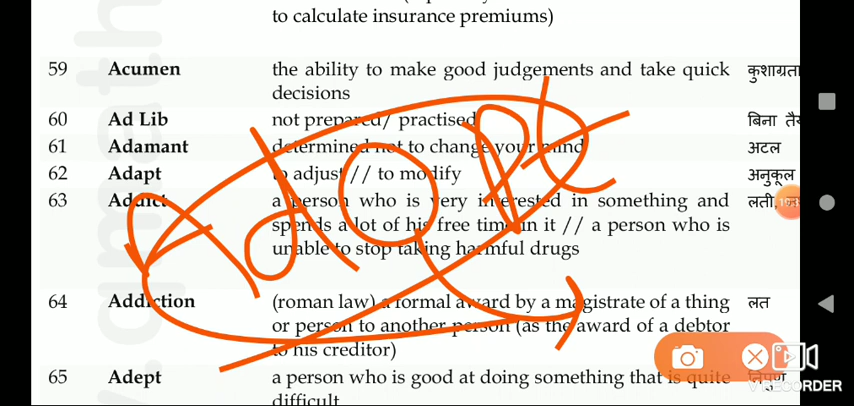 to calculate insurance premiums)
59 Acumen the ability to make good judgements and take quick कुशाग्रता
decisions
60 Ad Lib not prepared/ practised बिना
61 Adamant determined not to change your mind अटल
62 Adapt to adjust // to modify अनुकूल
63 Addict a person who is very interested in something and लती,
spends a lot of his free time in it // a person who is
unable to stop taking harmful drugs
64 Addiction (roman law) a formal award by a magistrate of a thing लत
or person to another person (as the award of a debtor
to his creditor)
65 Adept a person who is good at doing something that is quite निपुण
difficult
RECORDER